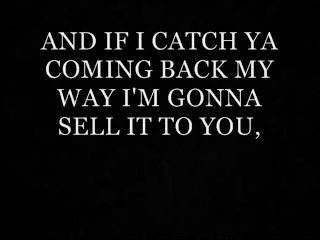 AND IF I CATCH YA
COMING BACK MY
WAY I'M GONNA
SELL IT TO YOU,